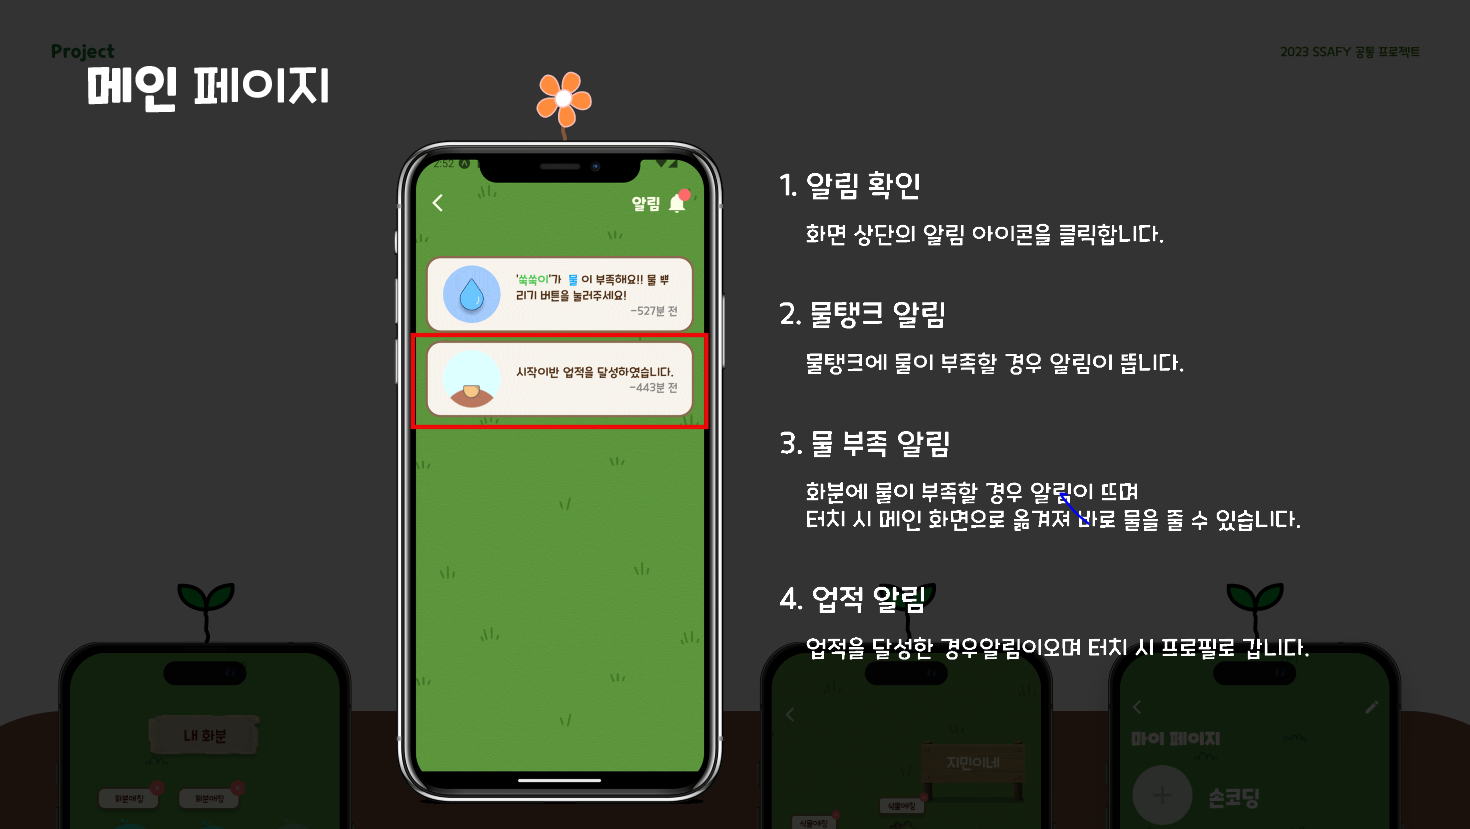 Project
2023 SSAFY 공통 프로젝트
메인 페이지
2:52
알림
'쑥쑥이'가 물 이 부족해요!! 물 뿌
리기 버튼을 눌러주세요!
-527분 전
시작이반 업적을 달성하였습니다.
-443분 전
1. 알림 확인
화면 상단의 알림 아이콘을 클릭합니다.
2. 물탱크 알림
물탱크에 물이 부족할 경우 알림이 뜹니다.
3. 물 부족 알림
화분에 물이 부족할 경우 알림이 뜨며
터치 시 메인 화면으로 옮겨져 바로 물을 줄 수 있습니다.
4. 업적 알림
업적을 달성한 경우알림이오며 터치 시 프로필로 갑니다.
내 화분
화분애칭
화분애칭
지민이네
식물애칭
식물애칭
마이 페이지
손코딩